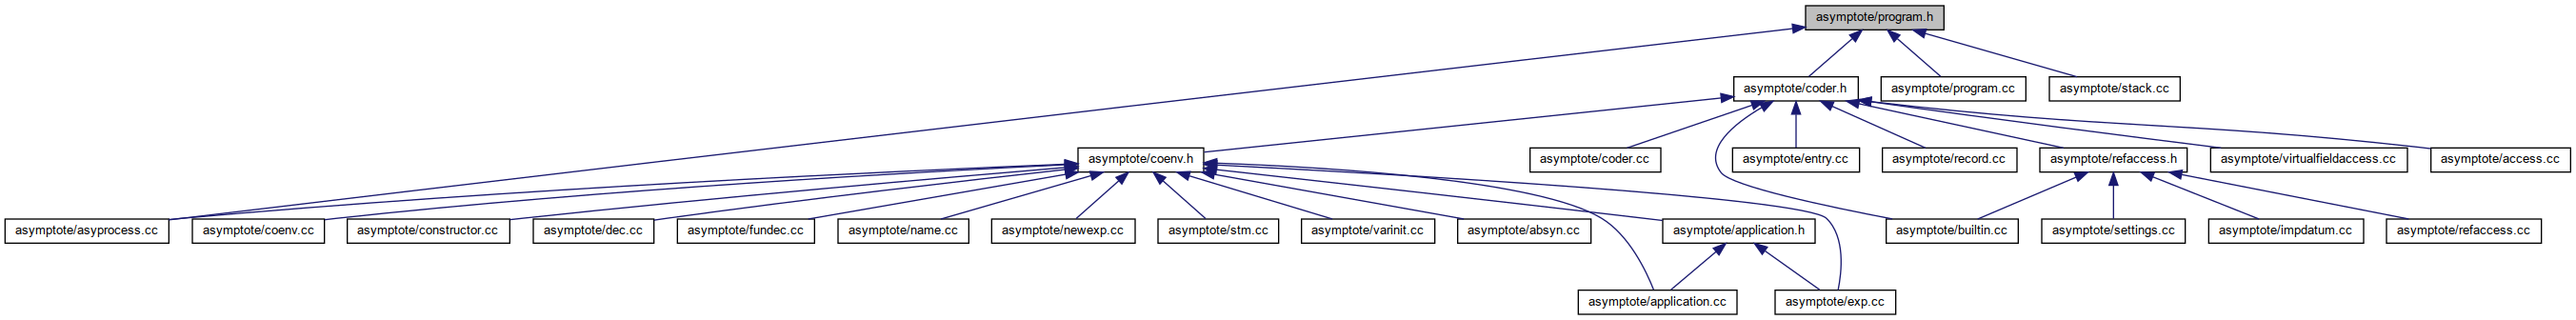 asymptote/program.h
asymptote/coder.h
asymptote/program.cc
asymptote/stack.cc
asymptote/coenv.h
asymptote/coder.cc
asymptote/entry.cc
asymptote/record.cc
asymptote/refaccess.h
asymptote/virtualfieldaccess.cc
asymptote/access.cc
asymptote/asyprocess.cc
asymptote/coenv.cc
asymptote/constructor.cc
asymptote/dec.cc
asymptote/fundec.cc
asymptote/name.cc
asymptote/newexp.cc
asymptote/stm.cc
asymptote/varinit.cc
asymptote/absyn.cc
asymptote/application.h
asymptote/builtin.cc
asymptote/settings.cc
asymptote/impdatum.cc
asymptote/refaccess.cc
asymptote/application.cc
asymptote/exp.cc